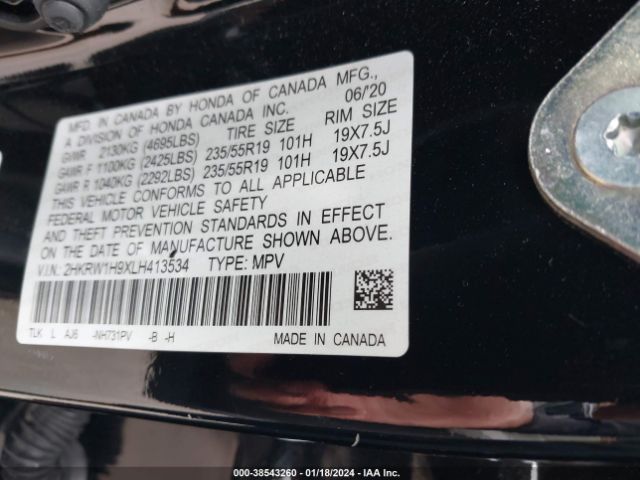 MFD. IN CANADA BY HONDA OF CANADA MFG.,
A DIVISION OF HONDA CANADA INC. 06/20
TIRE SIZE RIM SIZE
GVWR 2130KG (4695LBS)
GAWR F 1100KG (2425LBS) 235/55R19 101H 19X7.5J
GAWR R 1040KG (2292LBS) 235/55R19 101H 19X7.5J
THIS VEHICLE CONFORMS TO ALL APPLICABLE
FEDERAL MOTOR VEHICLE SAFETY
AND THEFT PREVENTION STANDARDS IN EFFECT
ON THE DATE OF MANUFACTURE SHOWN ABOVE.
V.I.N.: 2HKRW1H9XLH413534 TYPE: MPV
TLK L AJ6 -NH731PV -B -H MADE IN CANADA
000-38543260 - 01/18/2024 - IAA Inc.